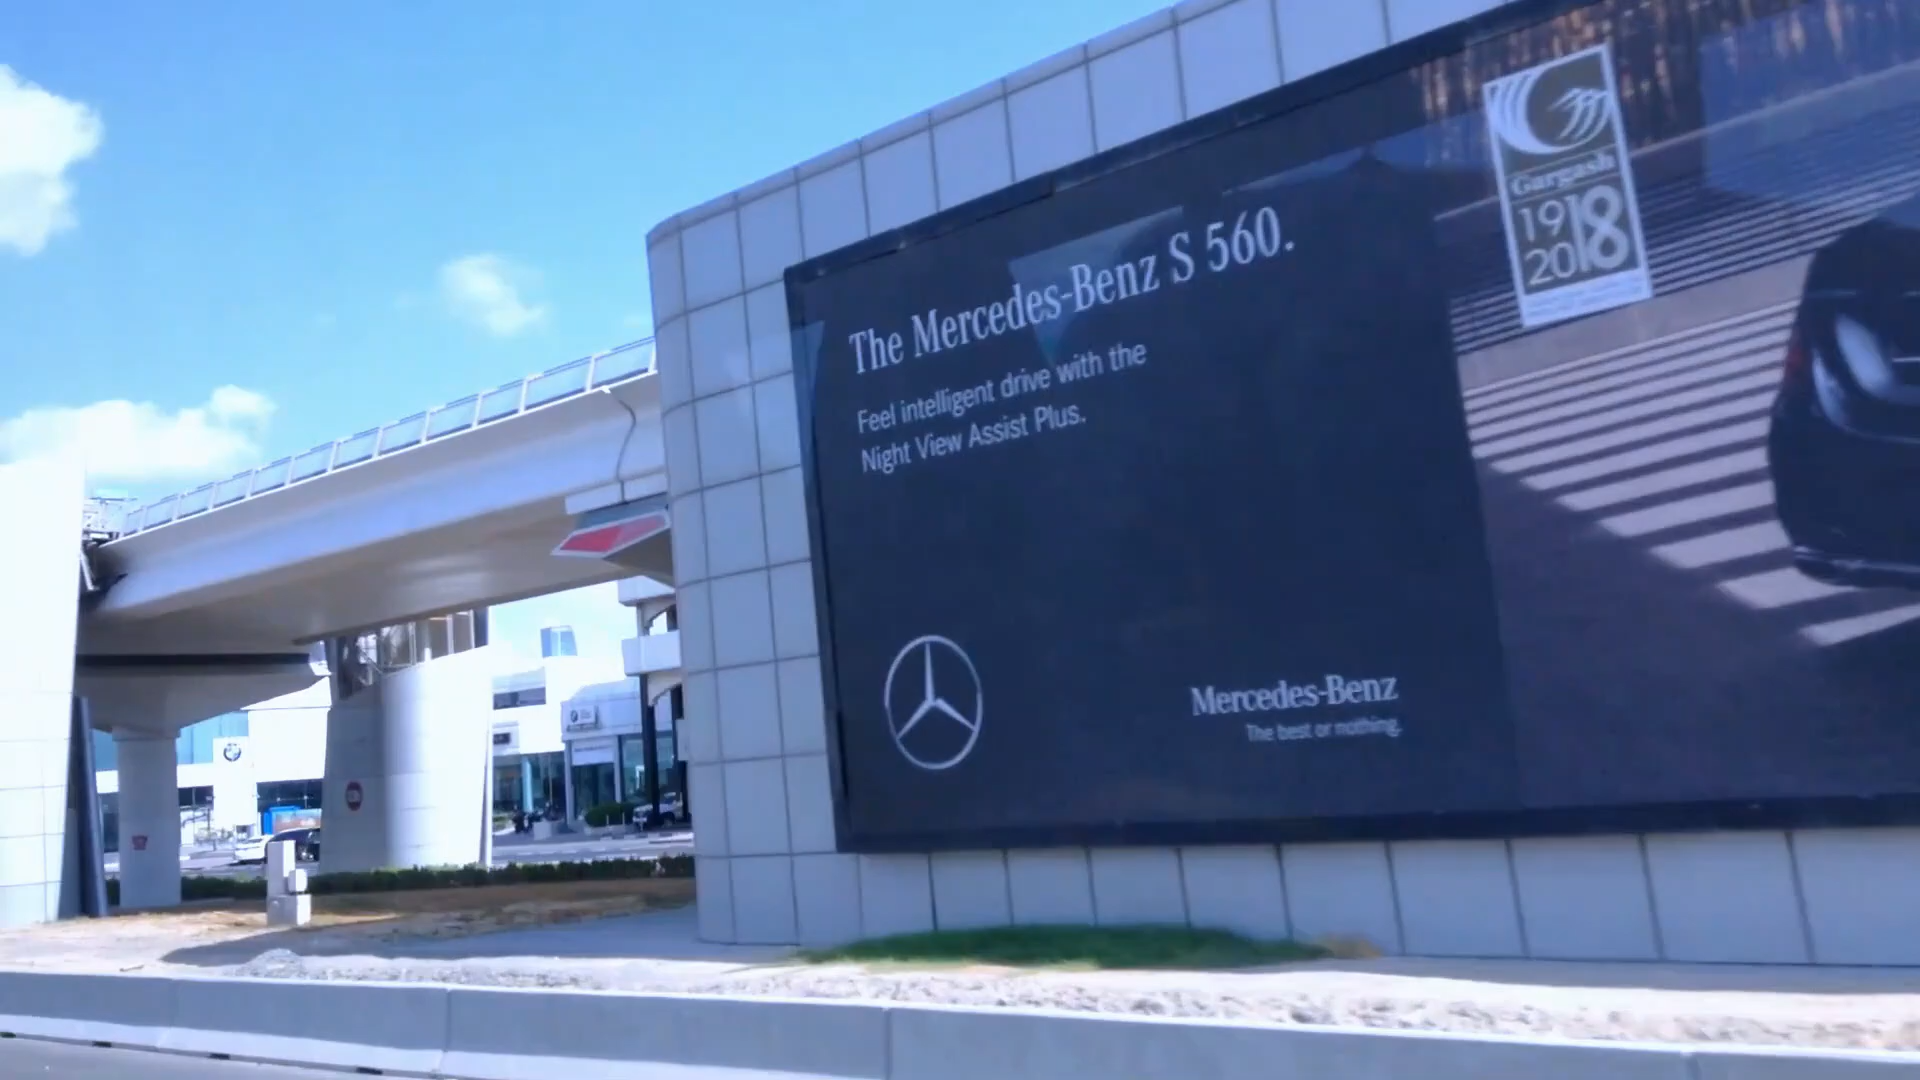 The Mercedes-Benz S 560.
Feel intelligent drive with the
Night View Assist Plus.
Gargash
1918
2018
Mercedes-Benz
The best or nothing.